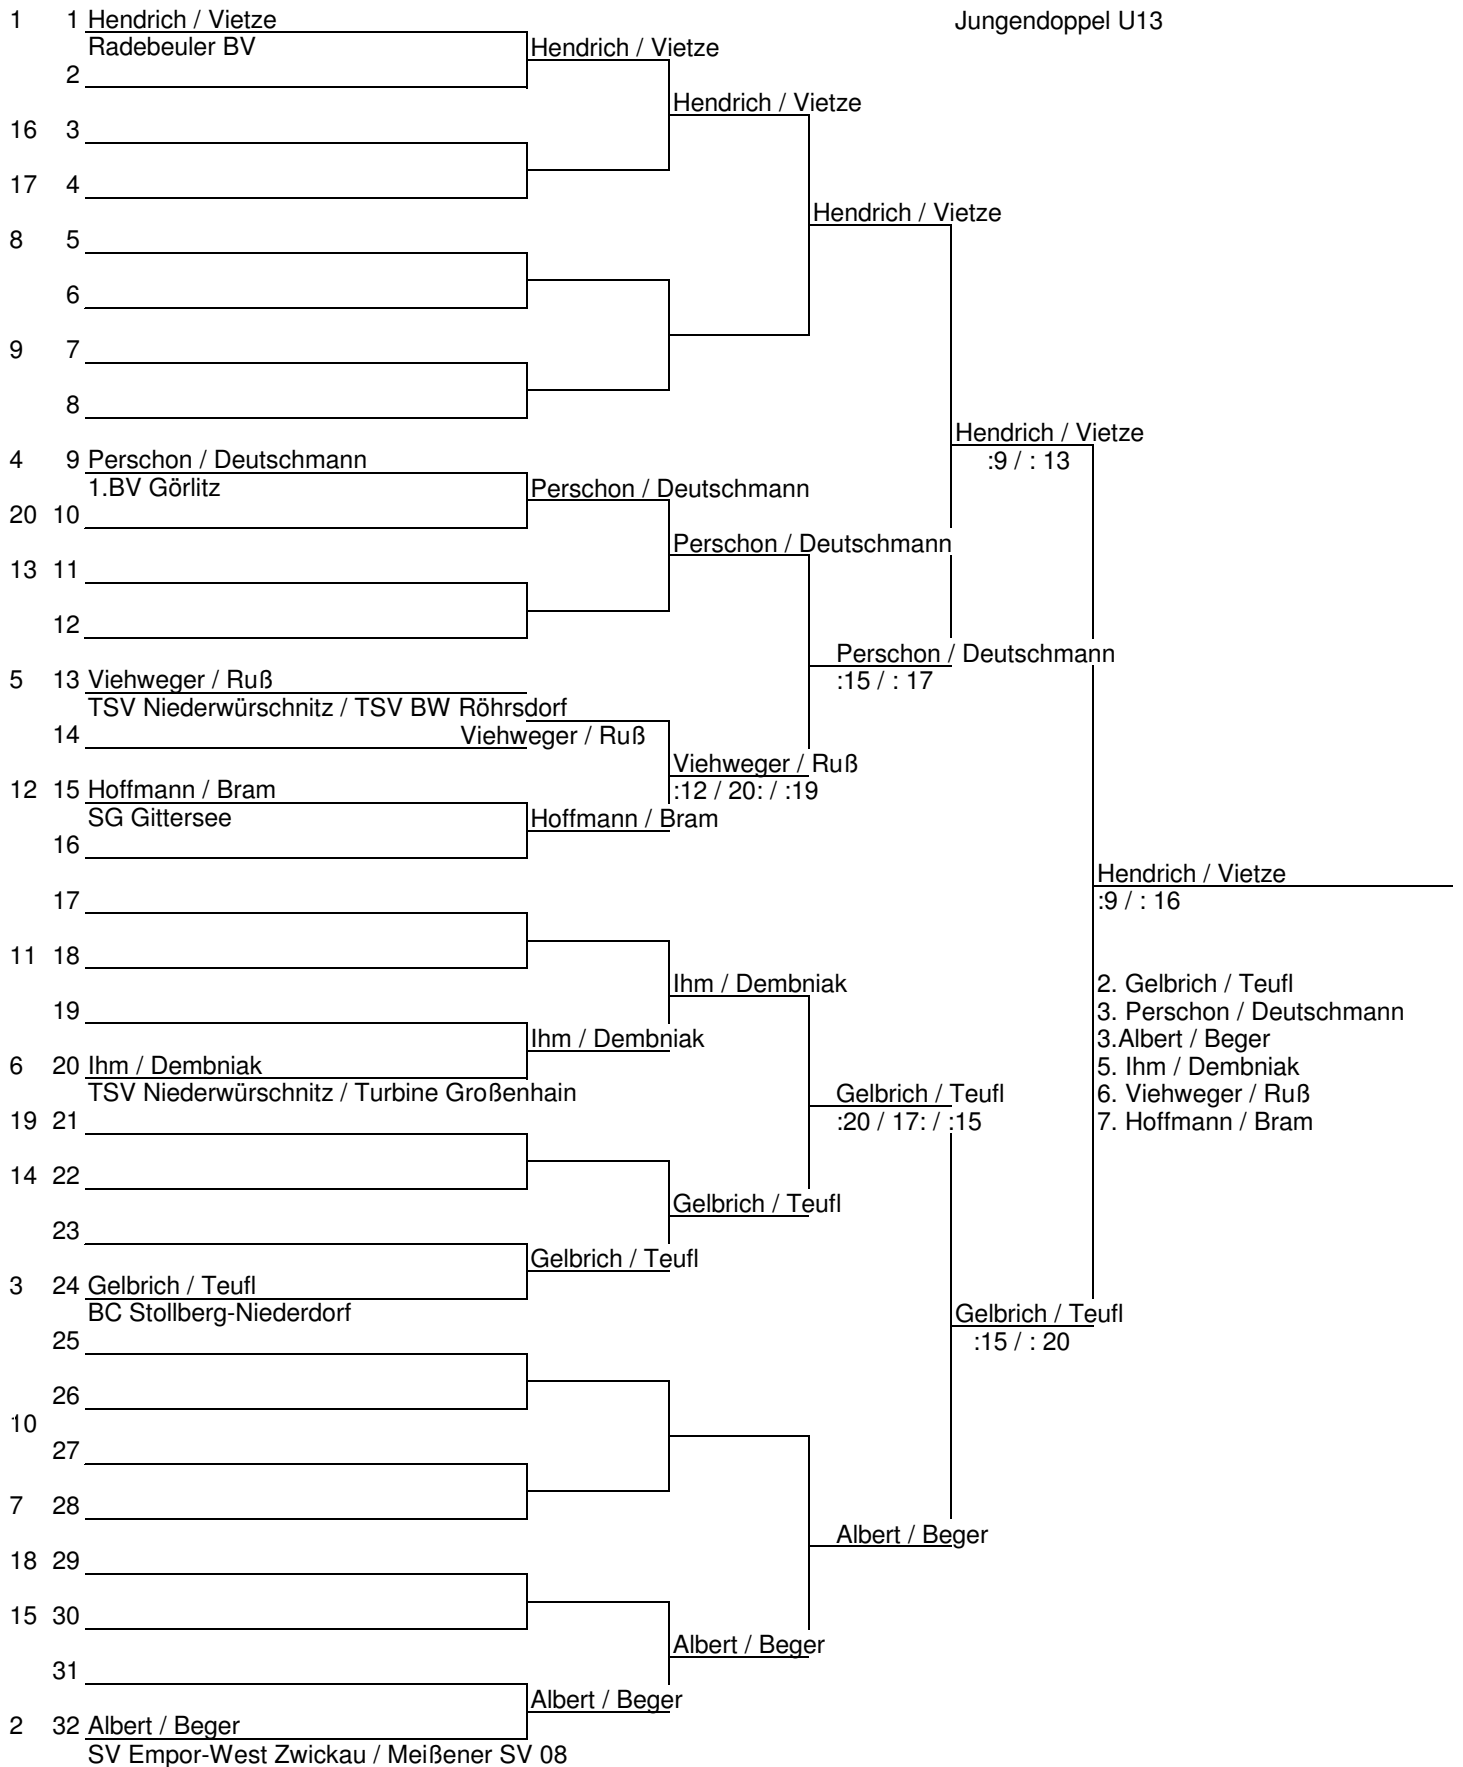 Jungendoppel U13
1 1 Hendrich / Vietze
Radebeuler BV
Hendrich / Vietze
2
Hendrich / Vietze
16 3
17 4
Hendrich / Vietze
8 5
6
9 7
8
Hendrich / Vietze
:9 / : 13
4 9 Perschon / Deutschmann
1.BV Görlitz
Perschon / Deutschmann
20 10
Perschon / Deutschmann
13 11
12
Perschon / Deutschmann
:15 / : 17
5 13 Viehweger / Ruß
TSV Niederwürschnitz / TSV BW Röhrsdorf
14
Viehweger / Ruß
Viehweger / Ruß
:12 / 20: / :19
12 15 Hoffmann / Bram
SG Gittersee
Hoffmann / Bram
16
Hendrich / Vietze
:9 / : 16
17
11 18
Ihm / Dembniak
19
Ihm / Dembniak
6 20 Ihm / Dembniak
TSV Niederwürschnitz / Turbine Großenhain
2. Gelbrich / Teufl
3. Perschon / Deutschmann
3.Albert / Beger
5. Ihm / Dembniak
6. Viehweger / Ruß
7. Hoffmann / Bram
Gelbrich / Teufl
:20 / 17: / :15
19 21
14 22
Gelbrich / Teufl
23
Gelbrich / Teufl
3 24 Gelbrich / Teufl
BC Stollberg-Niederdorf
Gelbrich / Teufl
:15 / : 20
25
26
10
27
7 28
Albert / Beger
18 29
15 30
Albert / Beger
31
Albert / Beger
2 32 Albert / Beger
SV Empor-West Zwickau / Meißener SV 08